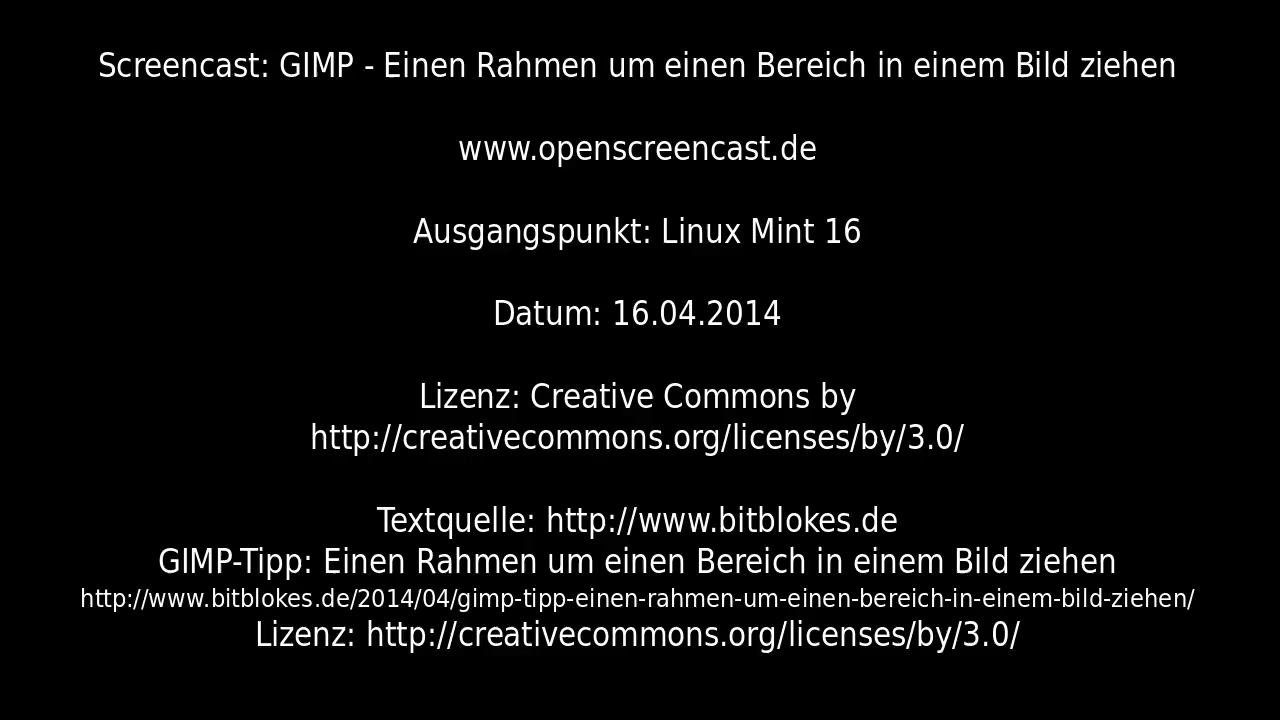 Screencast: GIMP - Einen Rahmen um einen Bereich in einem Bild ziehen
www.openscreencast.de
Ausgangspunkt: Linux Mint 16
Datum: 16.04.2014
Lizenz: Creative Commons by
http://creativecommons.org/licenses/by/3.0/
Textquelle: http://www.bitblokes.de
GIMP-Tipp: Einen Rahmen um einen Bereich in einem Bild ziehen
http://www.bitblokes.de/2014/04/gimp-tipp-einen-rahmen-um-einen-bereich-in-einem-bild-ziehen/
Lizenz: http://creativecommons.org/licenses/by/3.0/